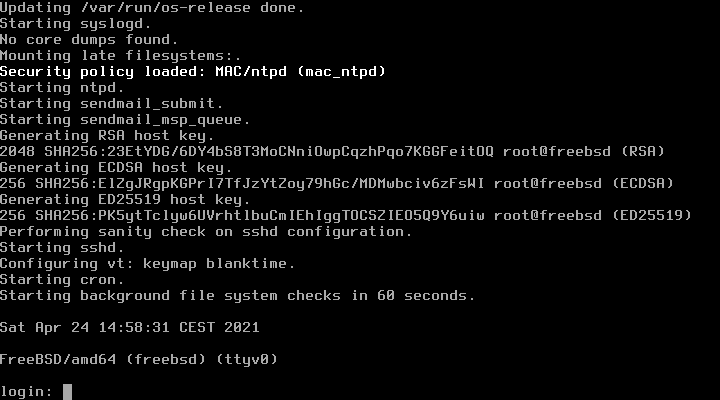 Updating /var/run/os-release done.
Starting syslogd.
No core dumps found.
Mounting late filesystems:.
Security policy loaded: MAC/ntpd (mac_ntpd)
Starting ntpd.
Starting sendmail_submit.
Starting sendmail_msp_queue.
Generating RSA host key.
2048 SHA256:23EtYDG/6DY4bS8T3MoCNniOwpCqzhPqo7KGGFeitOQ root@freebsd (RSA)
Generating ECDSA host key.
256 SHA256:ElZgJRgpKGPrI7TfJzYtZoy79hGc/MDMwbciv6zFsWI root@freebsd (ECDSA)
Generating ED25519 host key.
256 SHA256:PK5ytTclyw6UVrhtlbuCmIEhIggTOCSZIEO5Q9Y6uiw root@freebsd (ED25519)
Performing sanity check on sshd configuration.
Starting sshd.
Configuring vt: keymap blanktime.
Starting cron.
Starting background file system checks in 60 seconds.
Sat Apr 24 14:58:31 CEST 2021
FreeBSD/amd64 (freebsd) (ttyv0)
login: